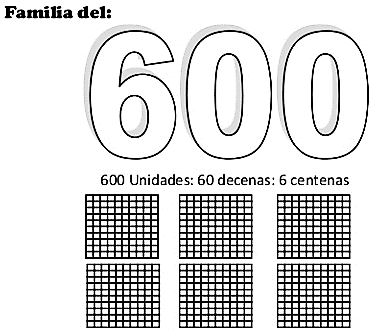 Familia del:
600
600 Unidades: 60 decenas: 6 centenas